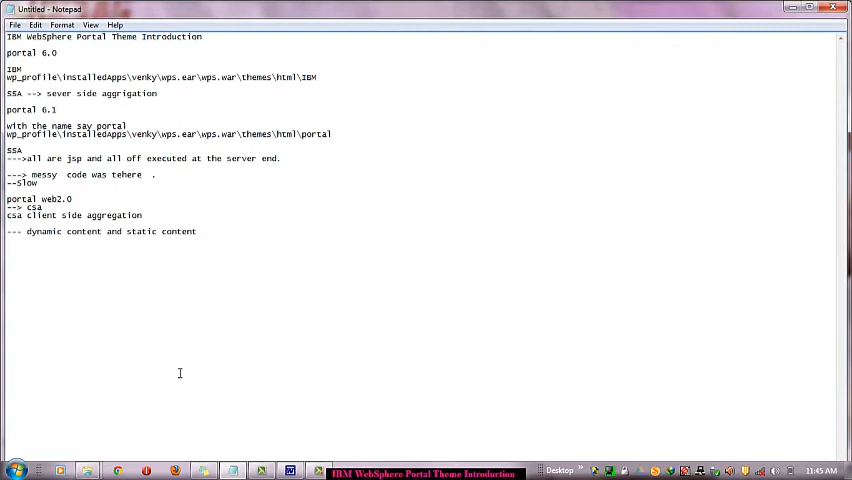 Untitled - Notepad
File Edit Format View Help
IBM WebSphere Portal Theme Introduction
portal 6.0
IBM
wp_profile\installedApps\venky\wps.ear\wps.war\themes\html\IBM
SSA --> sever side aggrigation
portal 6.1
with the name say portal
wp_profile\installedApps\venky\wps.ear\wps.war\themes\html\portal
SSA
--->all are jsp and all off executed at the server end.
---> messy code was tehere .
--Slow
portal web2.0
--> csa
csa client side aggregation
--- dynamic content and static content
IBM WebSphere Portal Theme Introduction
Desktop »
11:45 AM